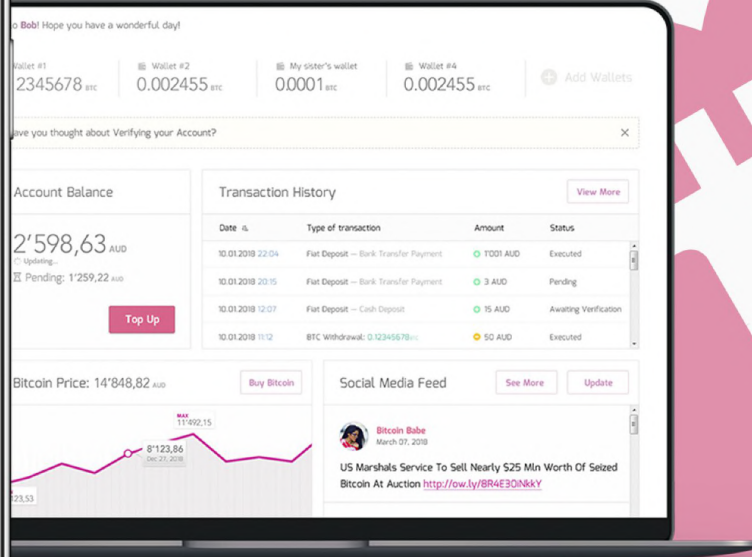 o Bob! Hope you have a wonderful day!
Wallet #1
2345678 BTC
Wallet #2
0.002455 BTC
My sister's wallet
0.0001 BTC
Wallet #4
0.002455 BTC
Add Wallets
ave you thought about Verifying your Account?
Account Balance
2'598,63 AUD
Updating...
Pending: 1'259,22 AUD
Top Up
Transaction History
View More
Date Type of transaction Amount Status
10.01.2018 22:04 Fiat Deposit — Bank Transfer Payment 1'001 AUD Executed
10.01.2018 20:15 Fiat Deposit — Bank Transfer Payment 3 AUD Pending
10.01.2018 12:07 Fiat Deposit — Cash Deposit 15 AUD Awaiting Verification
10.01.2018 11:12 BTC Withdrawal: 0.12345678 BTC 50 AUD Executed
Bitcoin Price: 14'848,82 AUD
Buy Bitcoin
MAX
11'492,15
8'123,86
Dec 27, 2018
123,53
Social Media Feed
See More
Update
Bitcoin Babe
March 07, 2018
US Marshals Service To Sell Nearly $25 Mln Worth Of Seized
Bitcoin At Auction http://ow.ly/8R4E30iNkkY